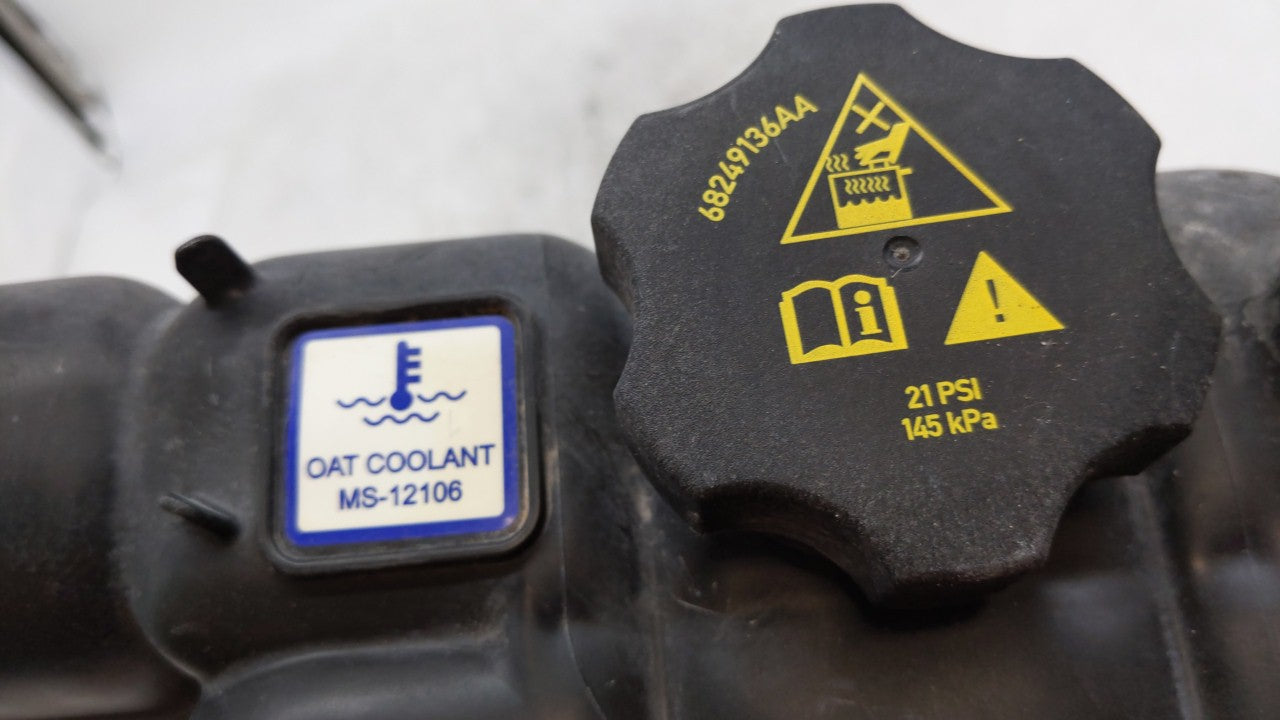 68249136AA
21 PSI
145 kPa
OAT COOLANT
MS-12106